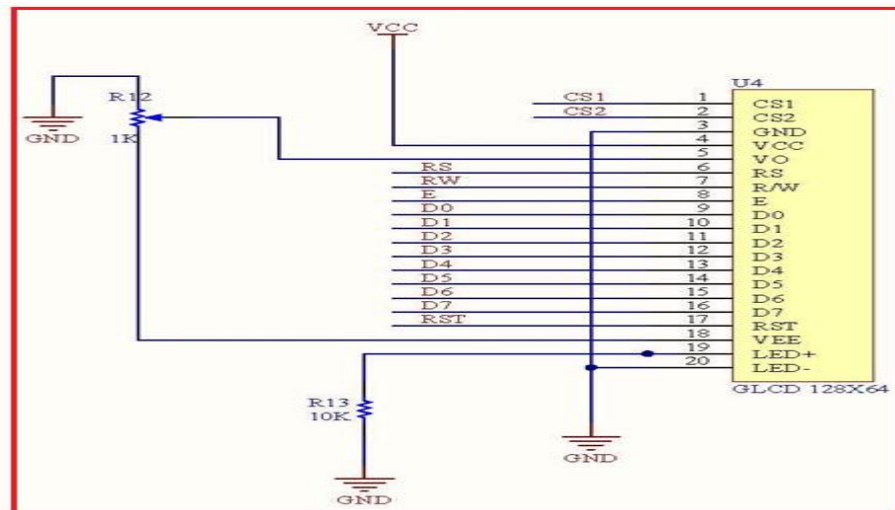 VCC
U4
R12
1K
GND
CS1 1 CS1
CS2 2 CS2
3 GND
4 VCC
5 VO
RS 6 RS
RW 7 R/W
E 8 E
D0 9 D0
D1 10 D1
D2 11 D2
D3 12 D3
D4 13 D4
D5 14 D5
D6 15 D6
D7 16 D7
RST 17 RST
18 VEE
19 LED+
20 LED-
GLCD 128X64
R13
10K
GND
GND